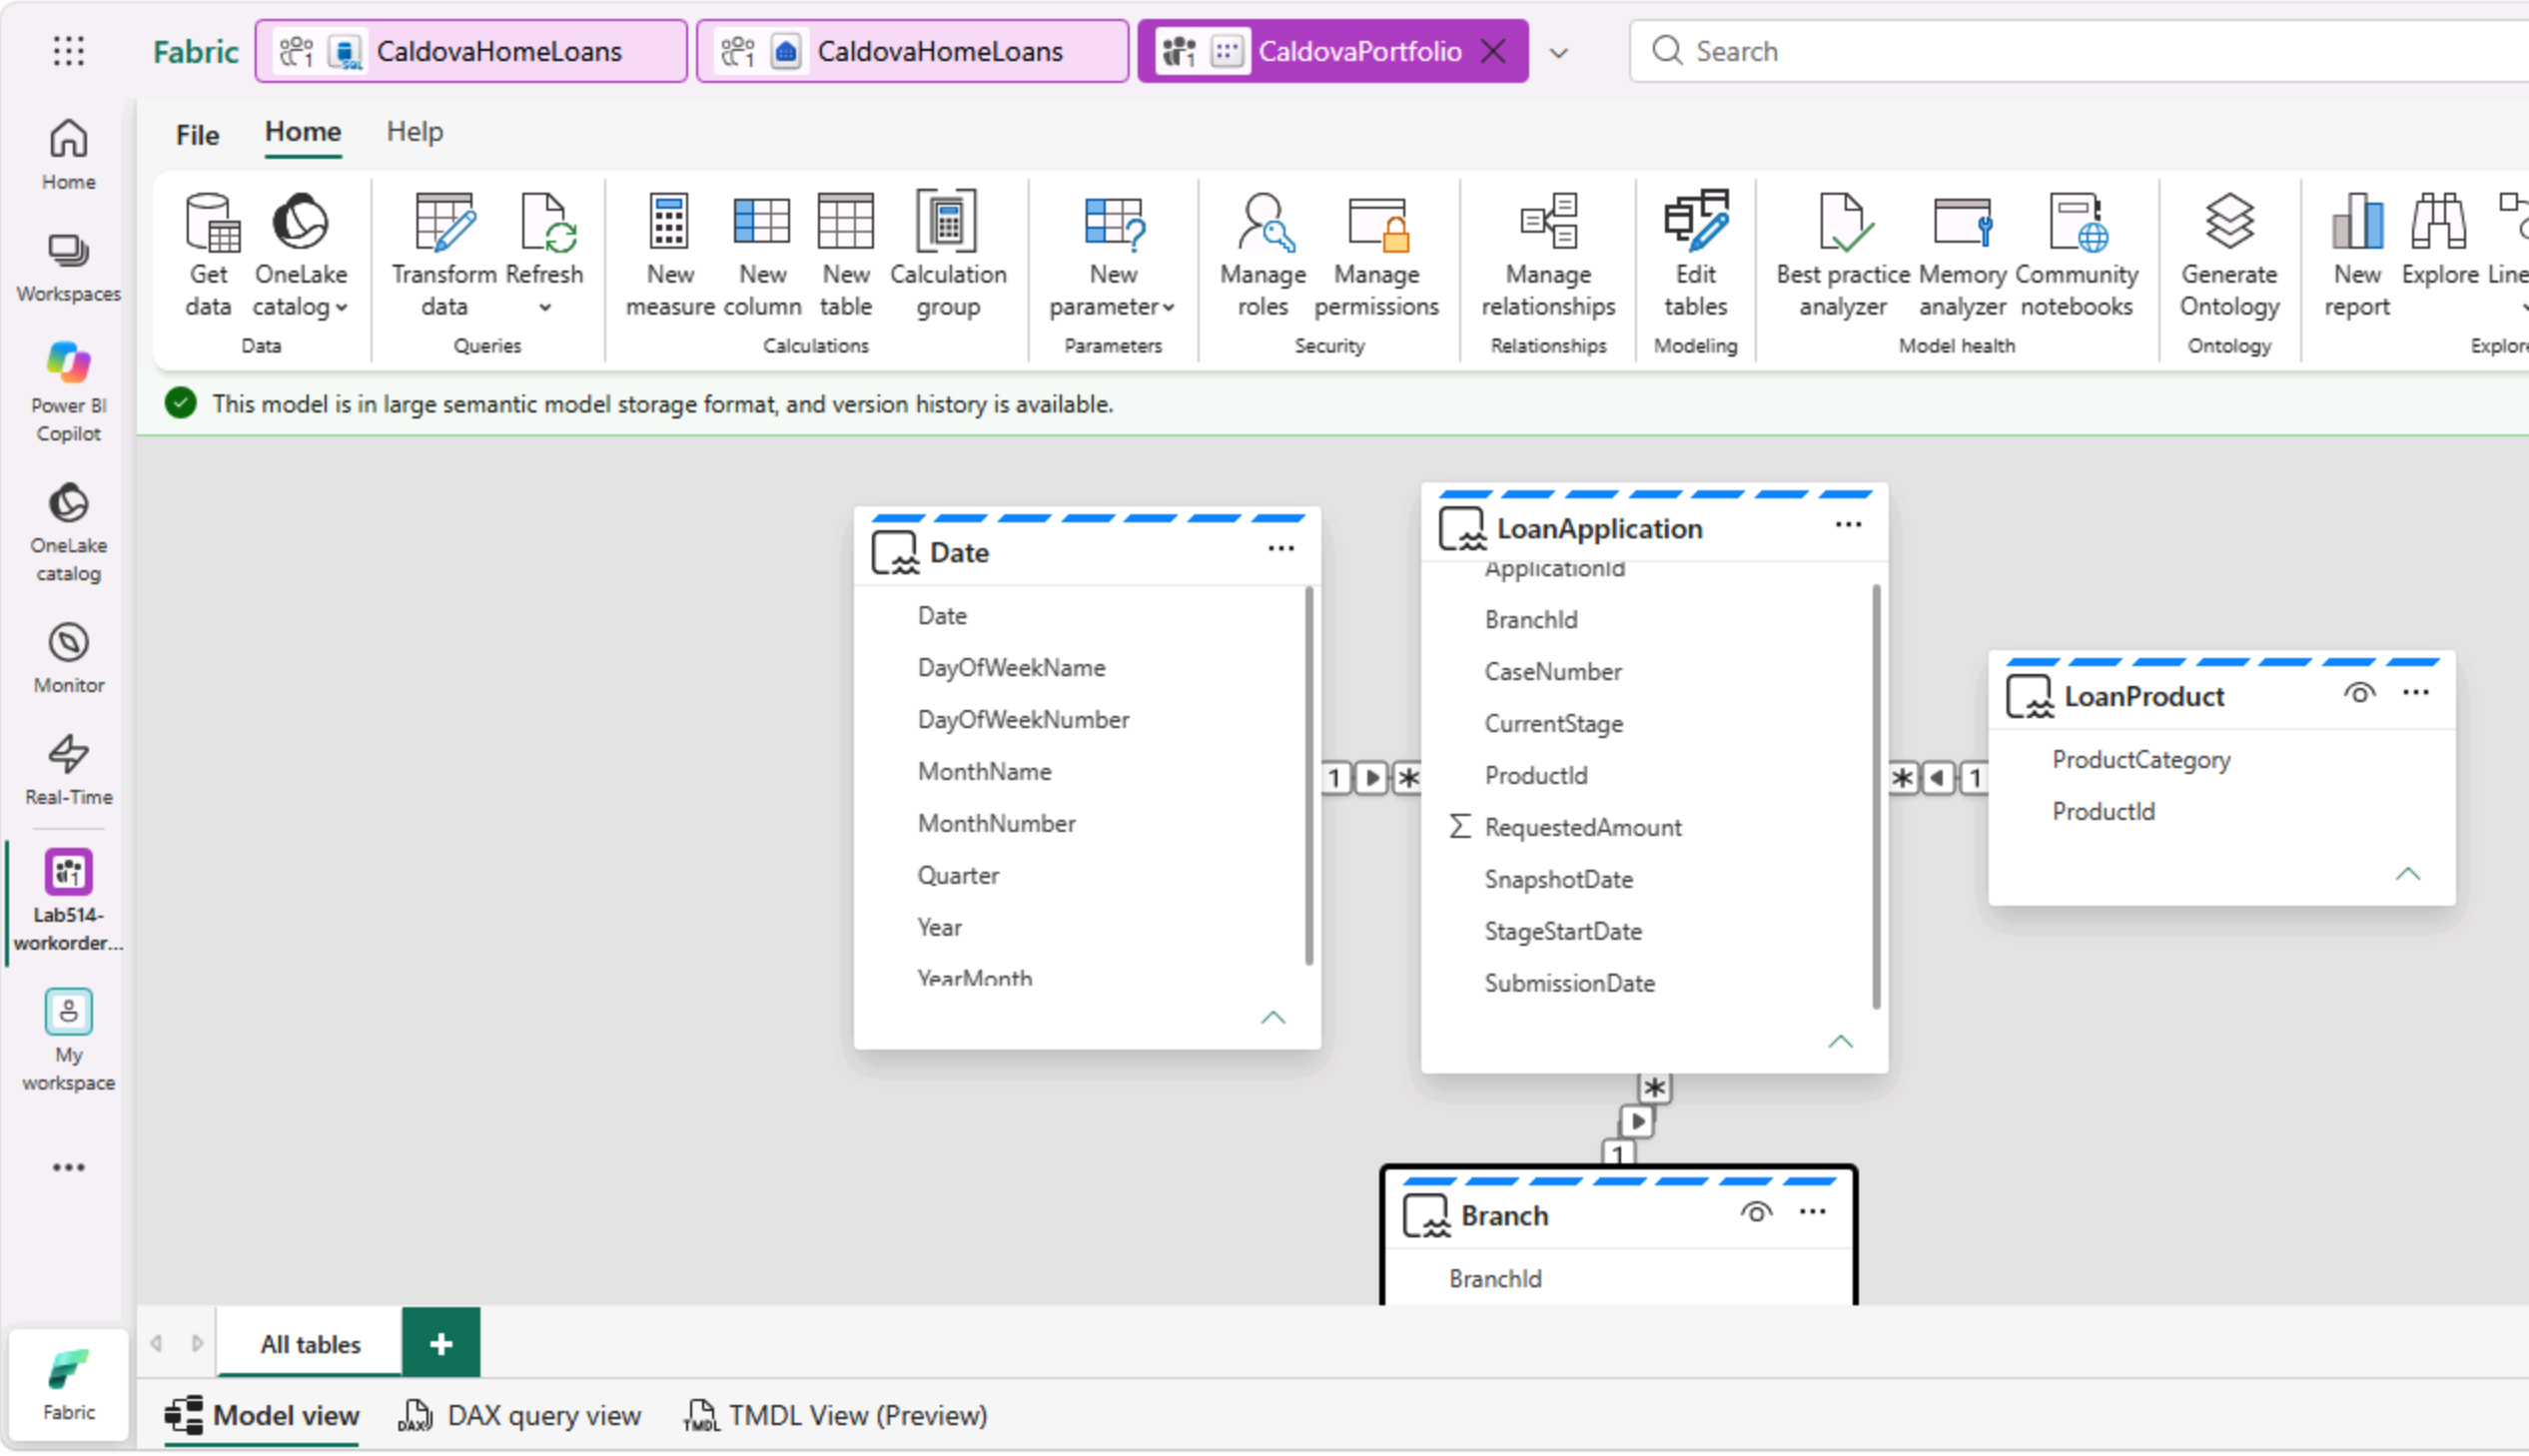 Fabric
CaldovaHomeLoans
CaldovaHomeLoans
CaldovaPortfolio
Search
File
Home
Help
Get data
OneLake catalog
Data
Transform data
Refresh
Queries
New measure
New column
New table
Calculation group
Calculations
New parameter
Parameters
Manage roles
Manage permissions
Security
Manage relationships
Relationships
Edit tables
Modeling
Best practice analyzer
Memory analyzer
Community notebooks
Model health
Generate Ontology
Ontology
New report
Explore
This model is in large semantic model storage format, and version history is available.
Home
Workspaces
Power BI Copilot
OneLake catalog
Monitor
Real-Time
Lab514-
workorder...
My workspace
Fabric
Date
Date
DayOfWeekName
DayOfWeekNumber
MonthName
MonthNumber
Quarter
Year
YearMonth
1
*
LoanApplication
ApplicationId
BranchId
CaseNumber
CurrentStage
ProductId
Σ RequestedAmount
SnapshotDate
StageStartDate
SubmissionDate
*
1
LoanProduct
ProductCategory
ProductId
*
1
Branch
BranchId
All tables
+
Model view
DAX
DAX query view
TMDL
TMDL View (Preview)